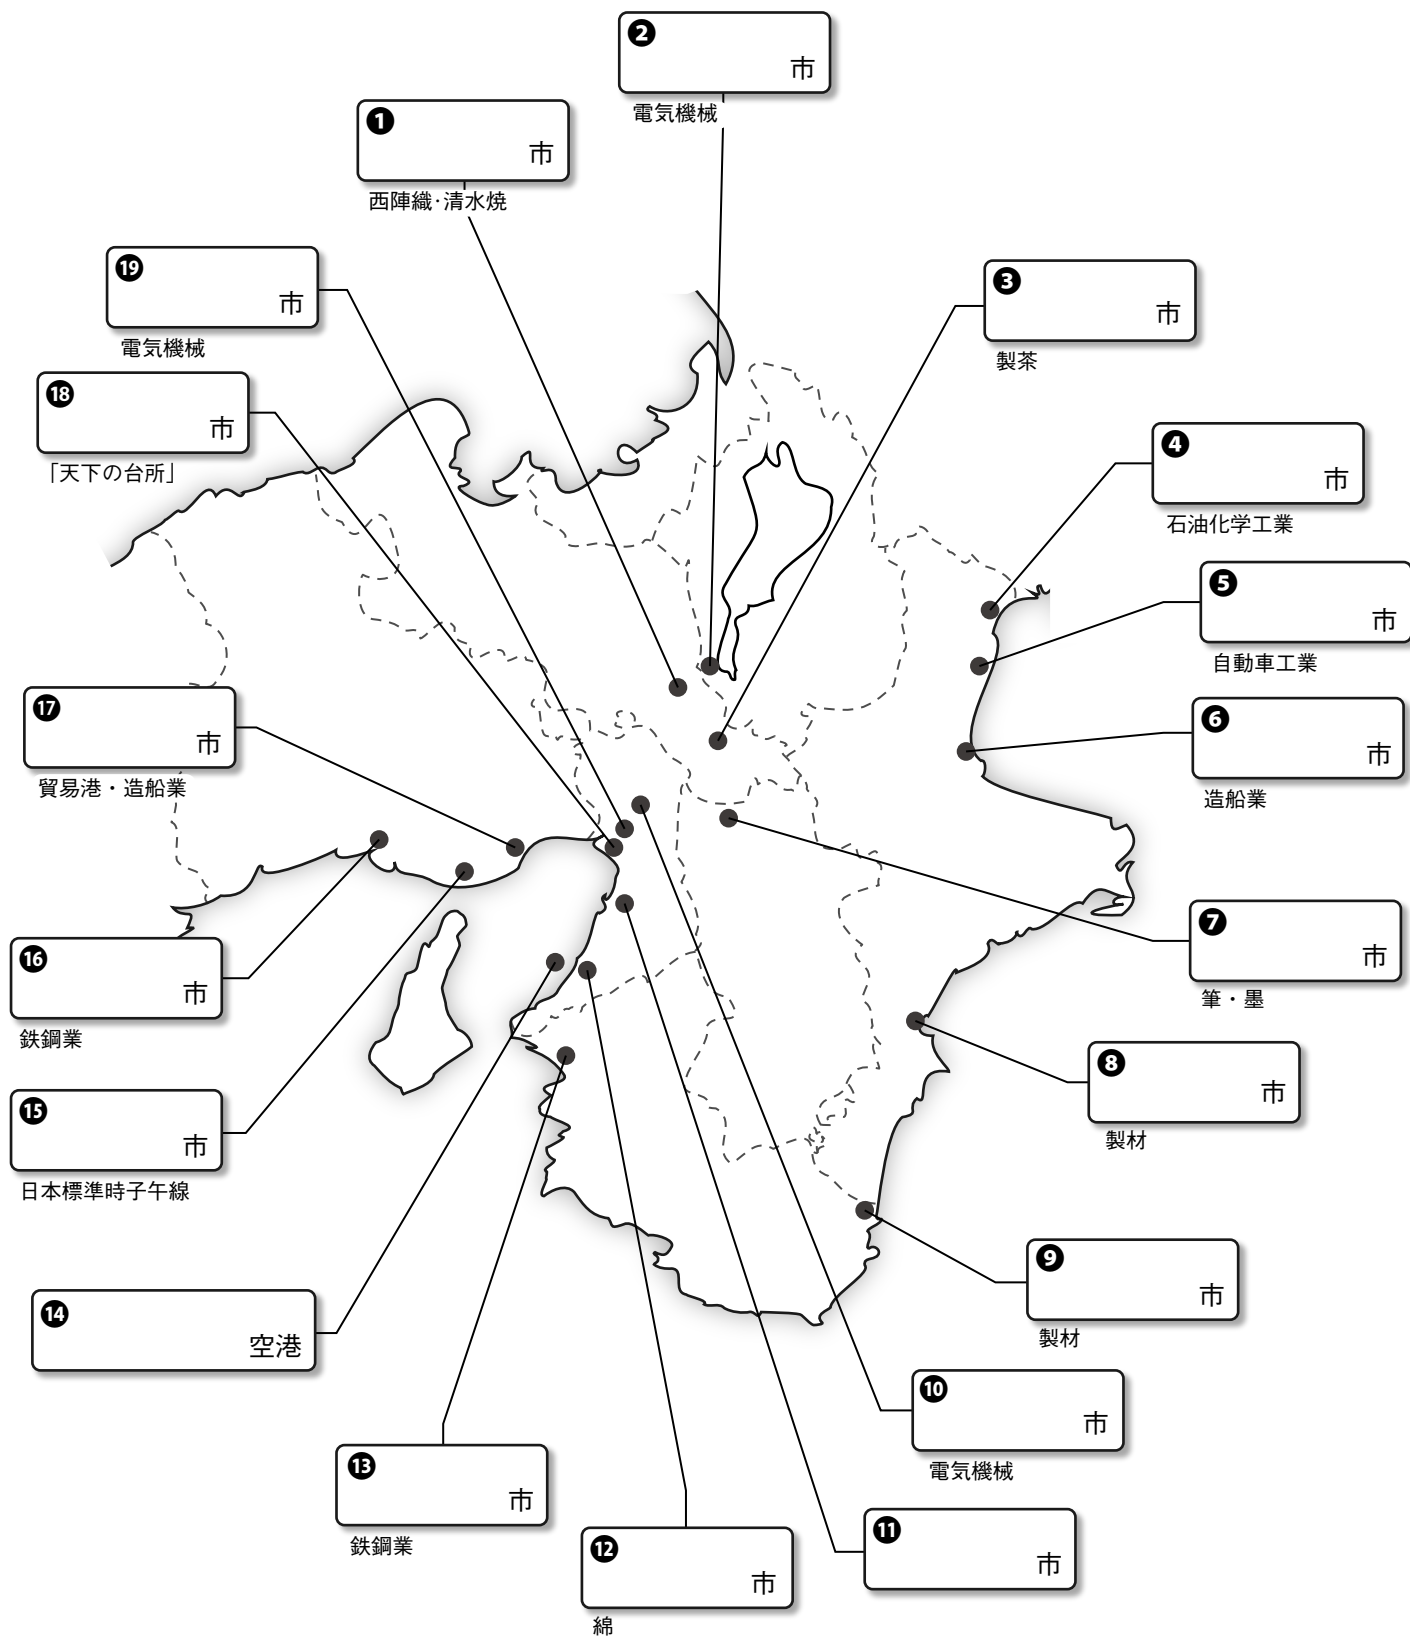 ❶
市
西陣織･清水焼
❷
市
電気機械
❸
市
製茶
❹
市
石油化学工業
❺
市
自動車工業
❻
市
造船業
❼
市
筆・墨
❽
市
製材
❾
市
製材
❿
市
電気機械
⓫
市
⓬
市
綿
⓭
市
鉄鋼業
⓮
空港
⓯
市
日本標準時子午線
⓰
市
鉄鋼業
⓱
市
貿易港・造船業
⓲
市
「天下の台所」
⓳
市
電気機械